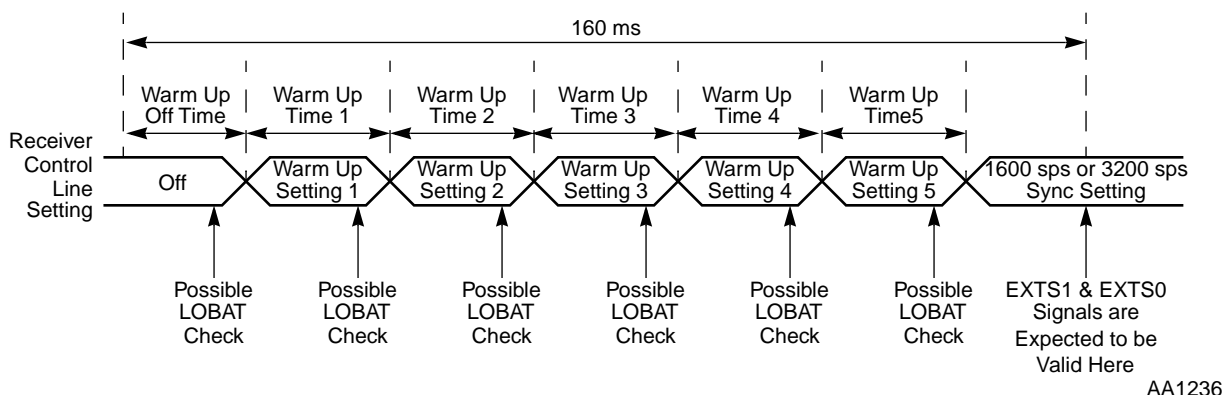 160 ms
Warm Up
Off Time
Warm Up
Time 1
Warm Up
Time 2
Warm Up
Time 3
Warm Up
Time 4
Warm Up
Time5
Receiver
Control
Line
Setting
Off
Warm Up
Setting 1
Warm Up
Setting 2
Warm Up
Setting 3
Warm Up
Setting 4
Warm Up
Setting 5
1600 sps or 3200 sps
Sync Setting
Possible
LOBAT
Check
Possible
LOBAT
Check
Possible
LOBAT
Check
Possible
LOBAT
Check
Possible
LOBAT
Check
Possible
LOBAT
Check
EXTS1 & EXTS0
Signals are
Expected to be
Valid Here
AA1236